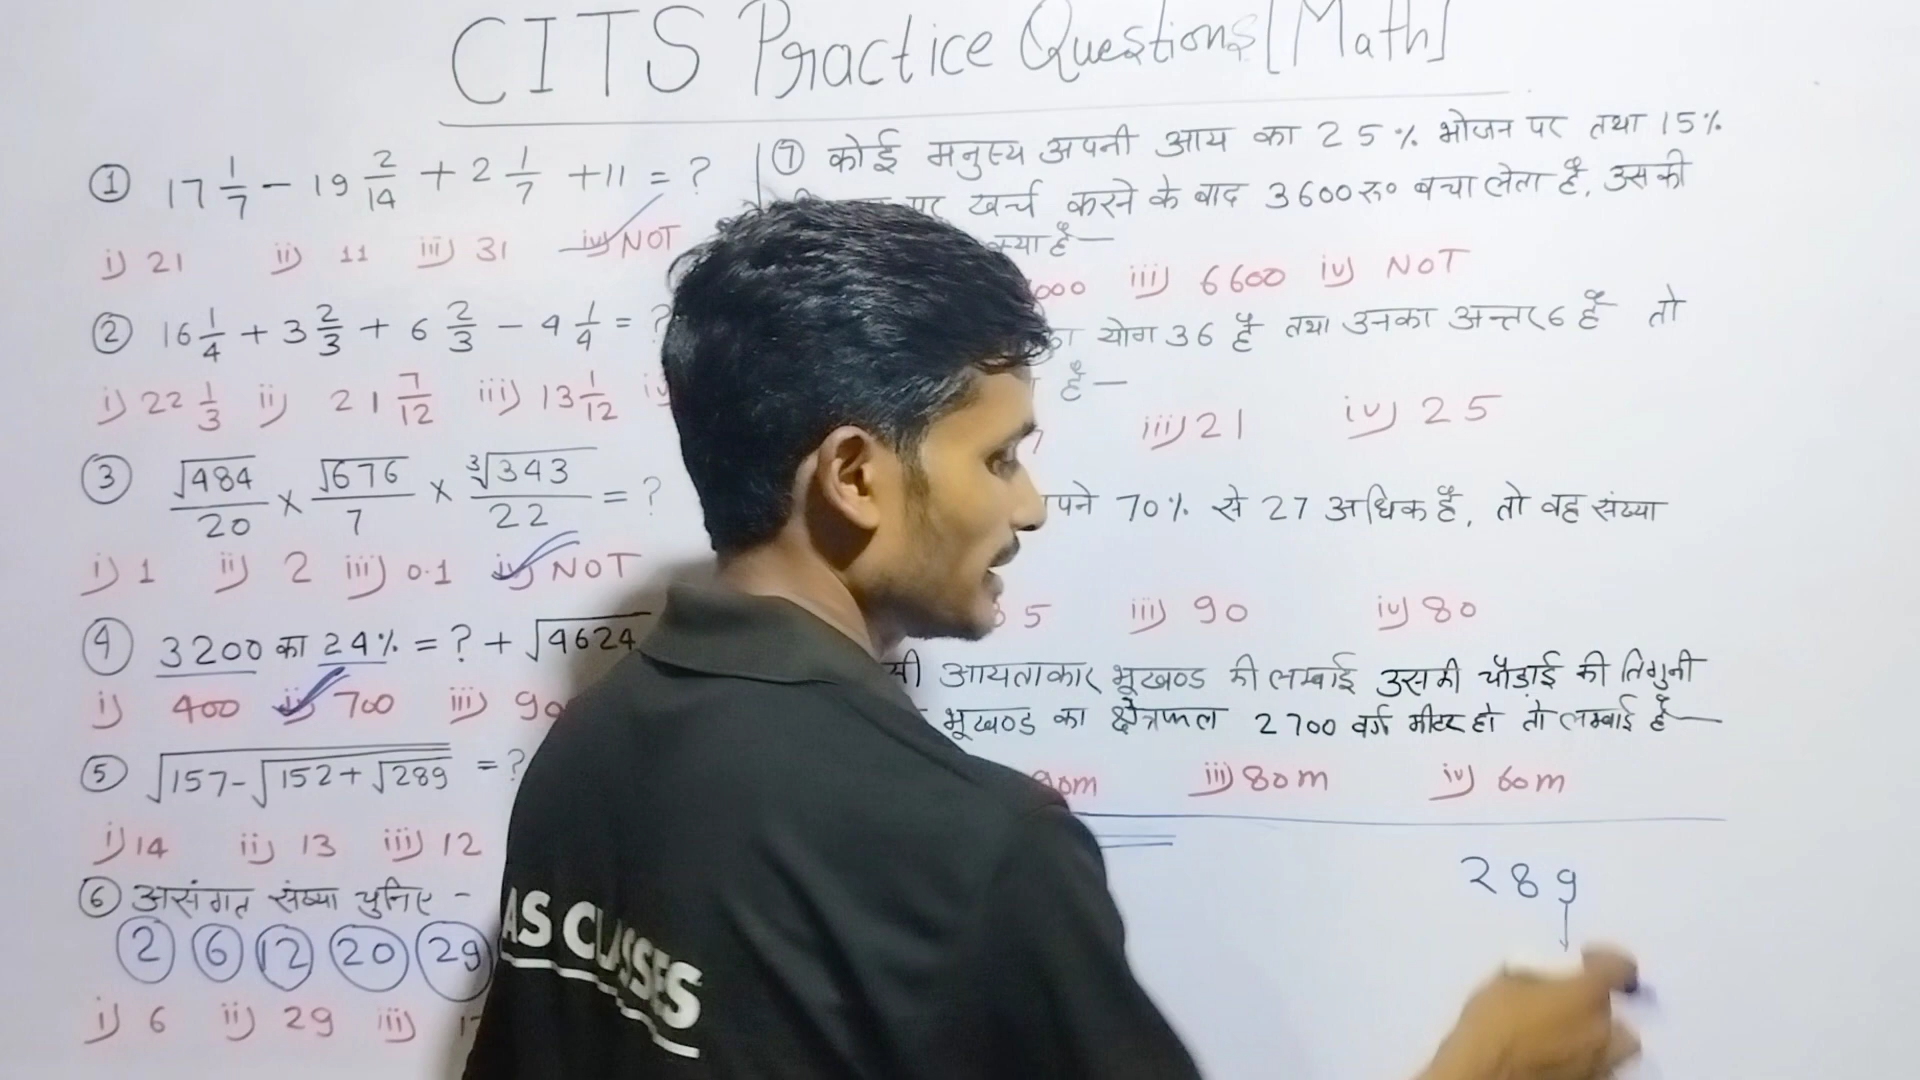 CITS Practice Questions [Math]
① 17 1/7 - 19 2/14 + 2 1/7 + 11 = ?
i) 21 ii) 11 iii) 31 iv) NOT
② 16 1/4 + 3 2/3 + 6 2/3 - 4 1/4 = ?
i) 22 1/3 ii) 21 7/12 iii) 13 1/12 iv
③ √484/20 × √676/7 × ∛343/22 = ?
i) 1 ii) 2 iii) 0.1 iv) NOT
④ 3200 का 24% = ? + √4624
i) 400 ii) 700 iii) 90
⑤ √157-√152+√289 = ?
i) 14 ii) 13 iii) 12
⑥ असंगत संख्या चुनिए -
2 6 12 20 29
i) 6 ii) 29 iii)
⑦ कोई मनुस्य अपनी आय का 25% भोजन पर तथा 15%
पर खर्च करने के बाद 3600रू० बचा लेता है, उसकी
क्या है—
000 iii) 6600 iv) NOT
का योग 36 है तथा उनका अन्तर 6 है तो
है—
7 iii) 21 iv) 25
पने 70% से 27 अधिक है, तो वह संख्या
5 iii) 90 iv) 80
सी आयताकार भूखण्ड की लम्बाई उसकी चौड़ाई की तिगुनी
भूखण्ड का क्षेत्रफल 2700 वर्ग मीटर हो तो लम्बाई है—
90m iii) 80m iv) 60m
289
AS CLASSES